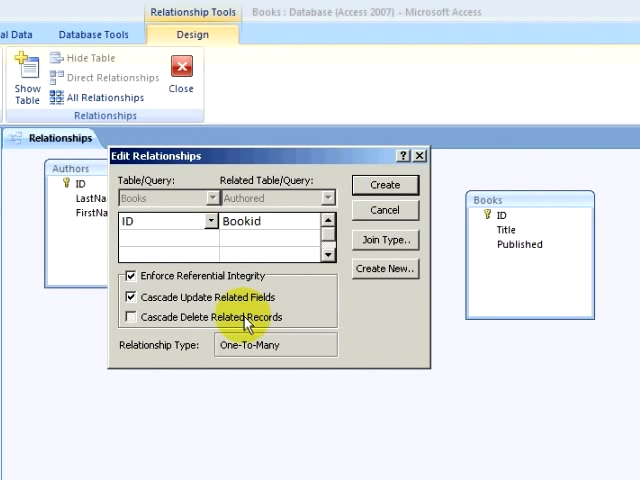 Relationship Tools
Books : Database (Access 2007) - Microsoft Access
al Data
Database Tools
Design
Show
Table
Hide Table
Direct Relationships
All Relationships
Close
Relationships
Relationships
Authors
ID
LastNa
FirstNa
Edit Relationships
?
Table/Query:
Related Table/Query:
Books
Authored
ID
Bookid
Enforce Referential Integrity
Cascade Update Related Fields
Cascade Delete Related Records
Relationship Type:
One-To-Many
Create
Cancel
Join Type..
Create New..
Books
ID
Title
Published